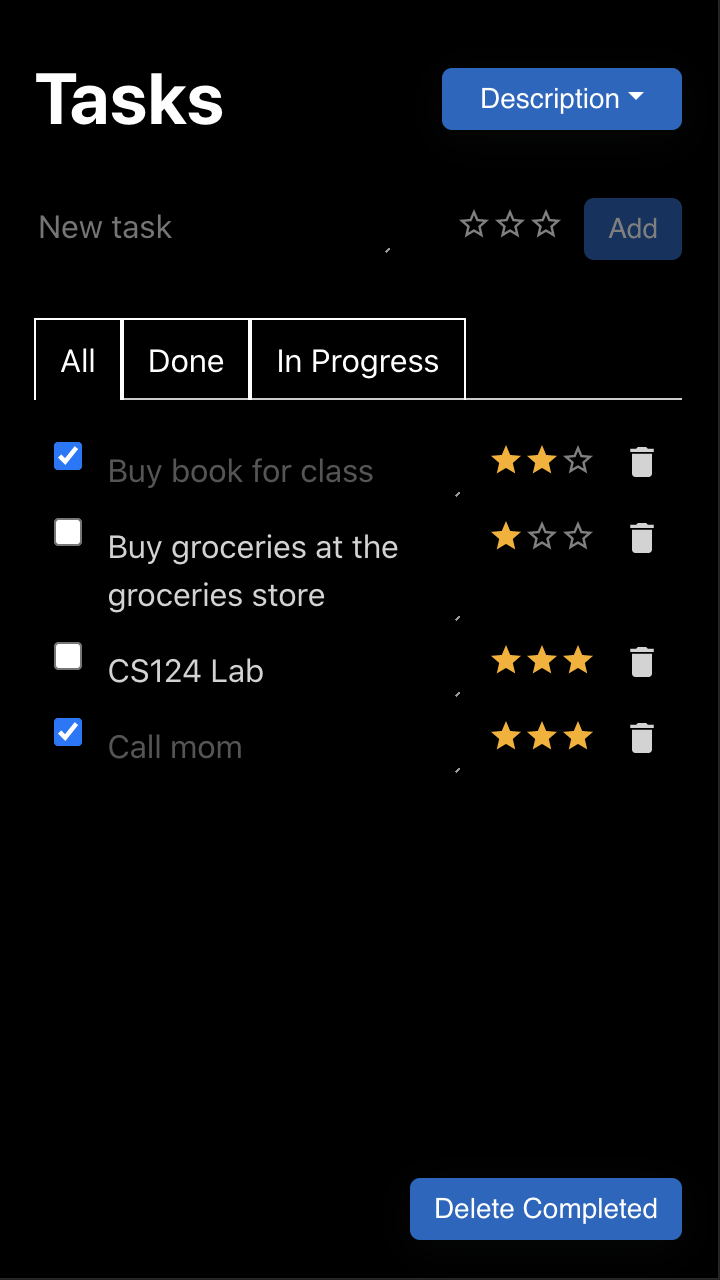 Tasks
Description
New task
Add
All
Done
In Progress
Buy book for class
Buy groceries at the
groceries store
CS124 Lab
Call mom
Delete Completed